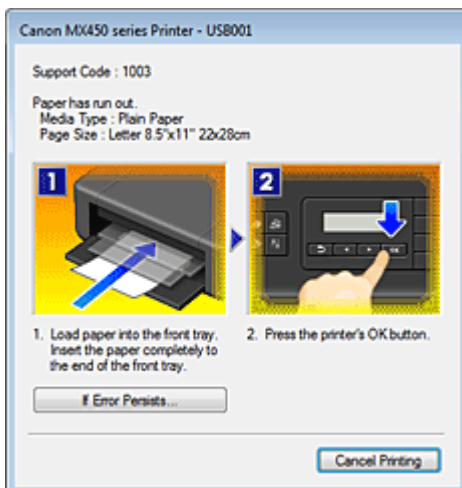 Canon MX450 series Printer - USB001
Support Code : 1003
Paper has run out.
Media Type : Plain Paper
Page Size : Letter 8.5"x11" 22x28cm
1
2
OK
1. Load paper into the front tray.
Insert the paper completely to
the end of the front tray.
2. Press the printer's OK button.
If Error Persists...
Cancel Printing